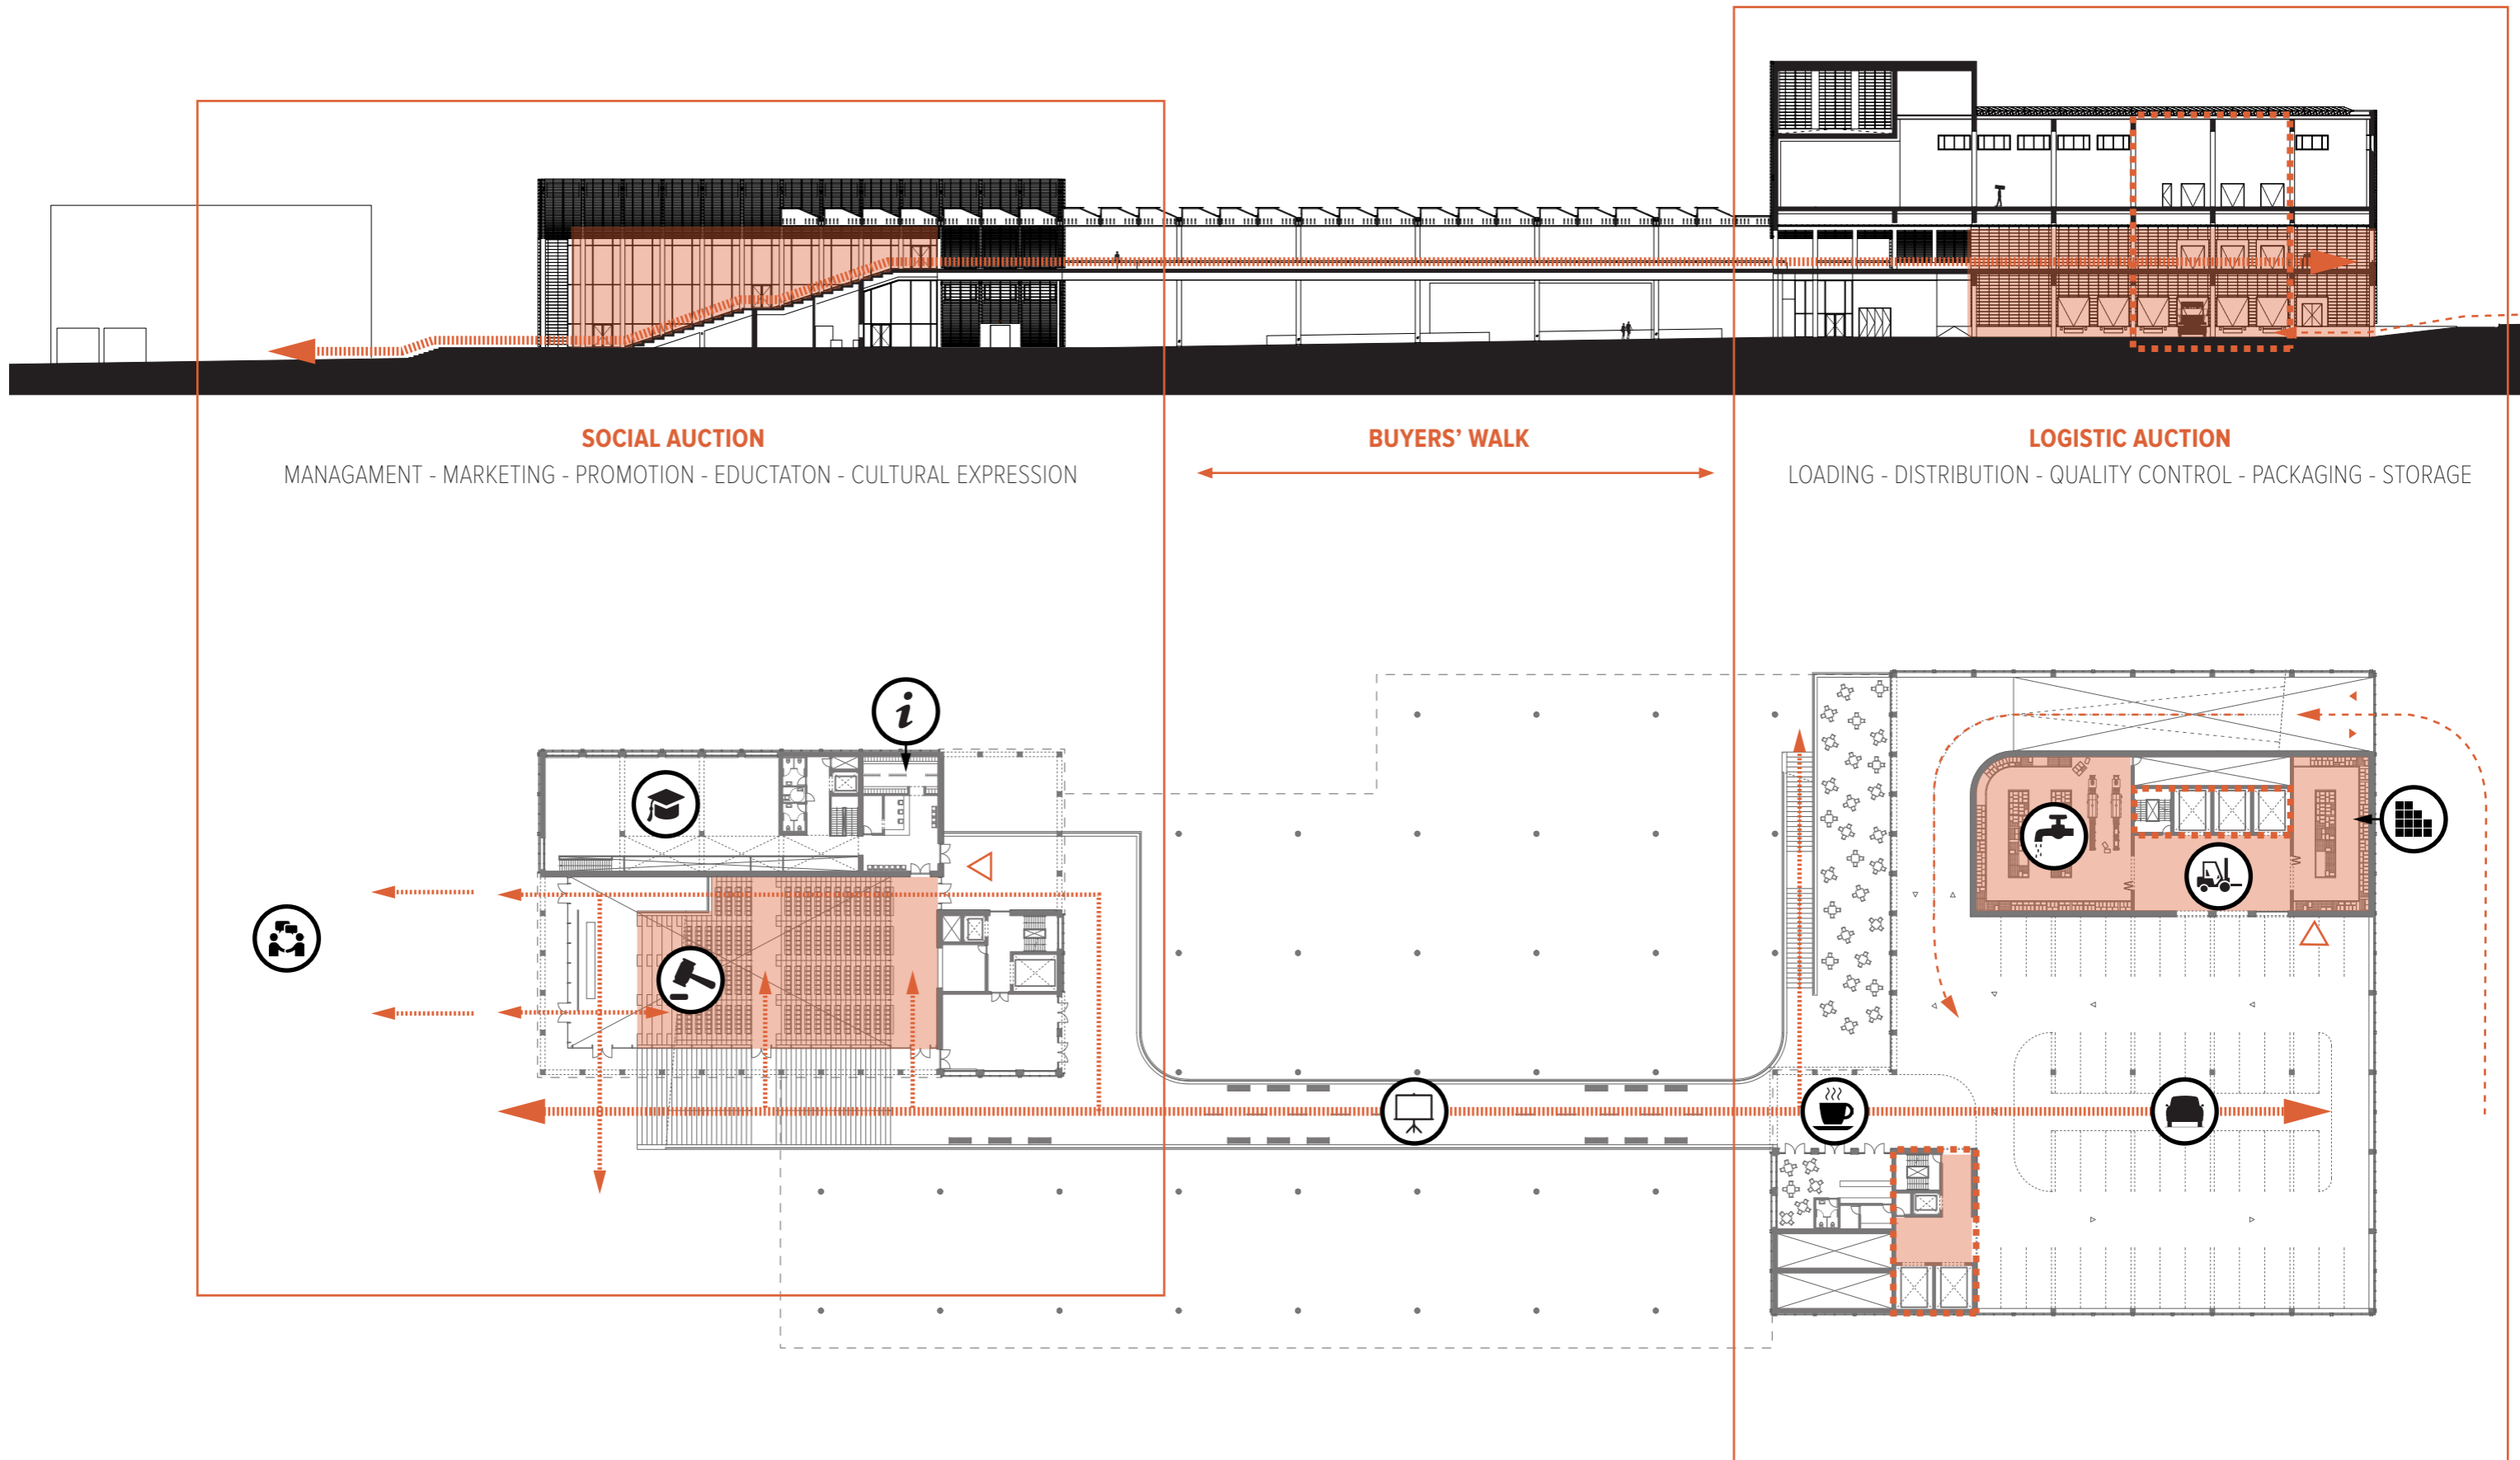 SOCIAL AUCTION
MANAGAMENT - MARKETING - PROMOTION - EDUCTATON - CULTURAL EXPRESSION
BUYERS’ WALK
LOGISTIC AUCTION
LOADING - DISTRIBUTION - QUALITY CONTROL - PACKAGING - STORAGE
i